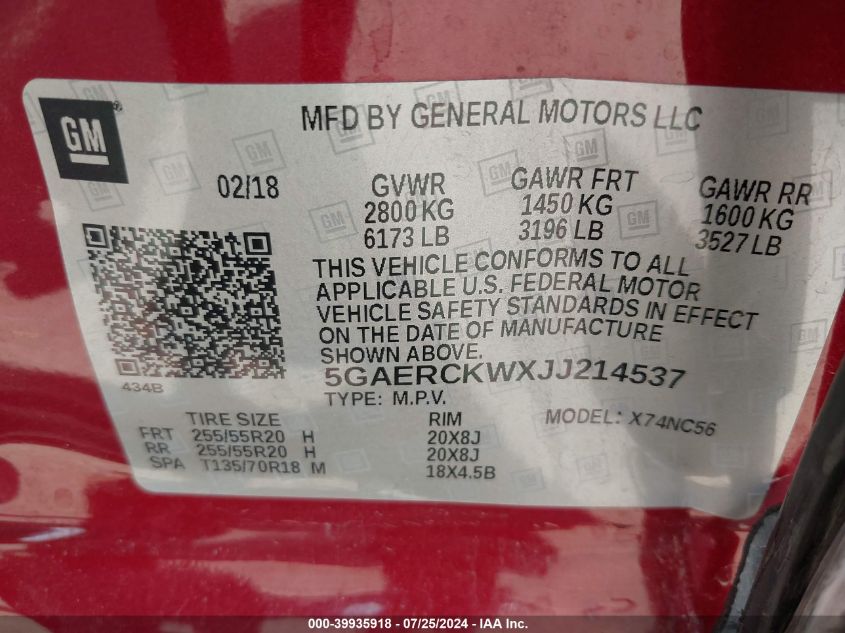 GM
MFD BY GENERAL MOTORS LLC
02/18
GVWR
2800 KG
6173 LB
GAWR FRT
1450 KG
3196 LB
GAWR RR
1600 KG
3527 LB
THIS VEHICLE CONFORMS TO ALL
APPLICABLE U.S. FEDERAL MOTOR
VEHICLE SAFETY STANDARDS IN EFFECT
ON THE DATE OF MANUFACTURE
SHOWN ABOVE.
434B
5GAERCKWXJJ214537
TYPE: M.P.V. MODEL: X74NC56
TIRE SIZE RIM
FRT 255/55R20 H 20X8J
RR 255/55R20 H 20X8J
SPA T135/70R18 M 18X4.5B
000-39935918 - 07/25/2024 - IAA, Inc.